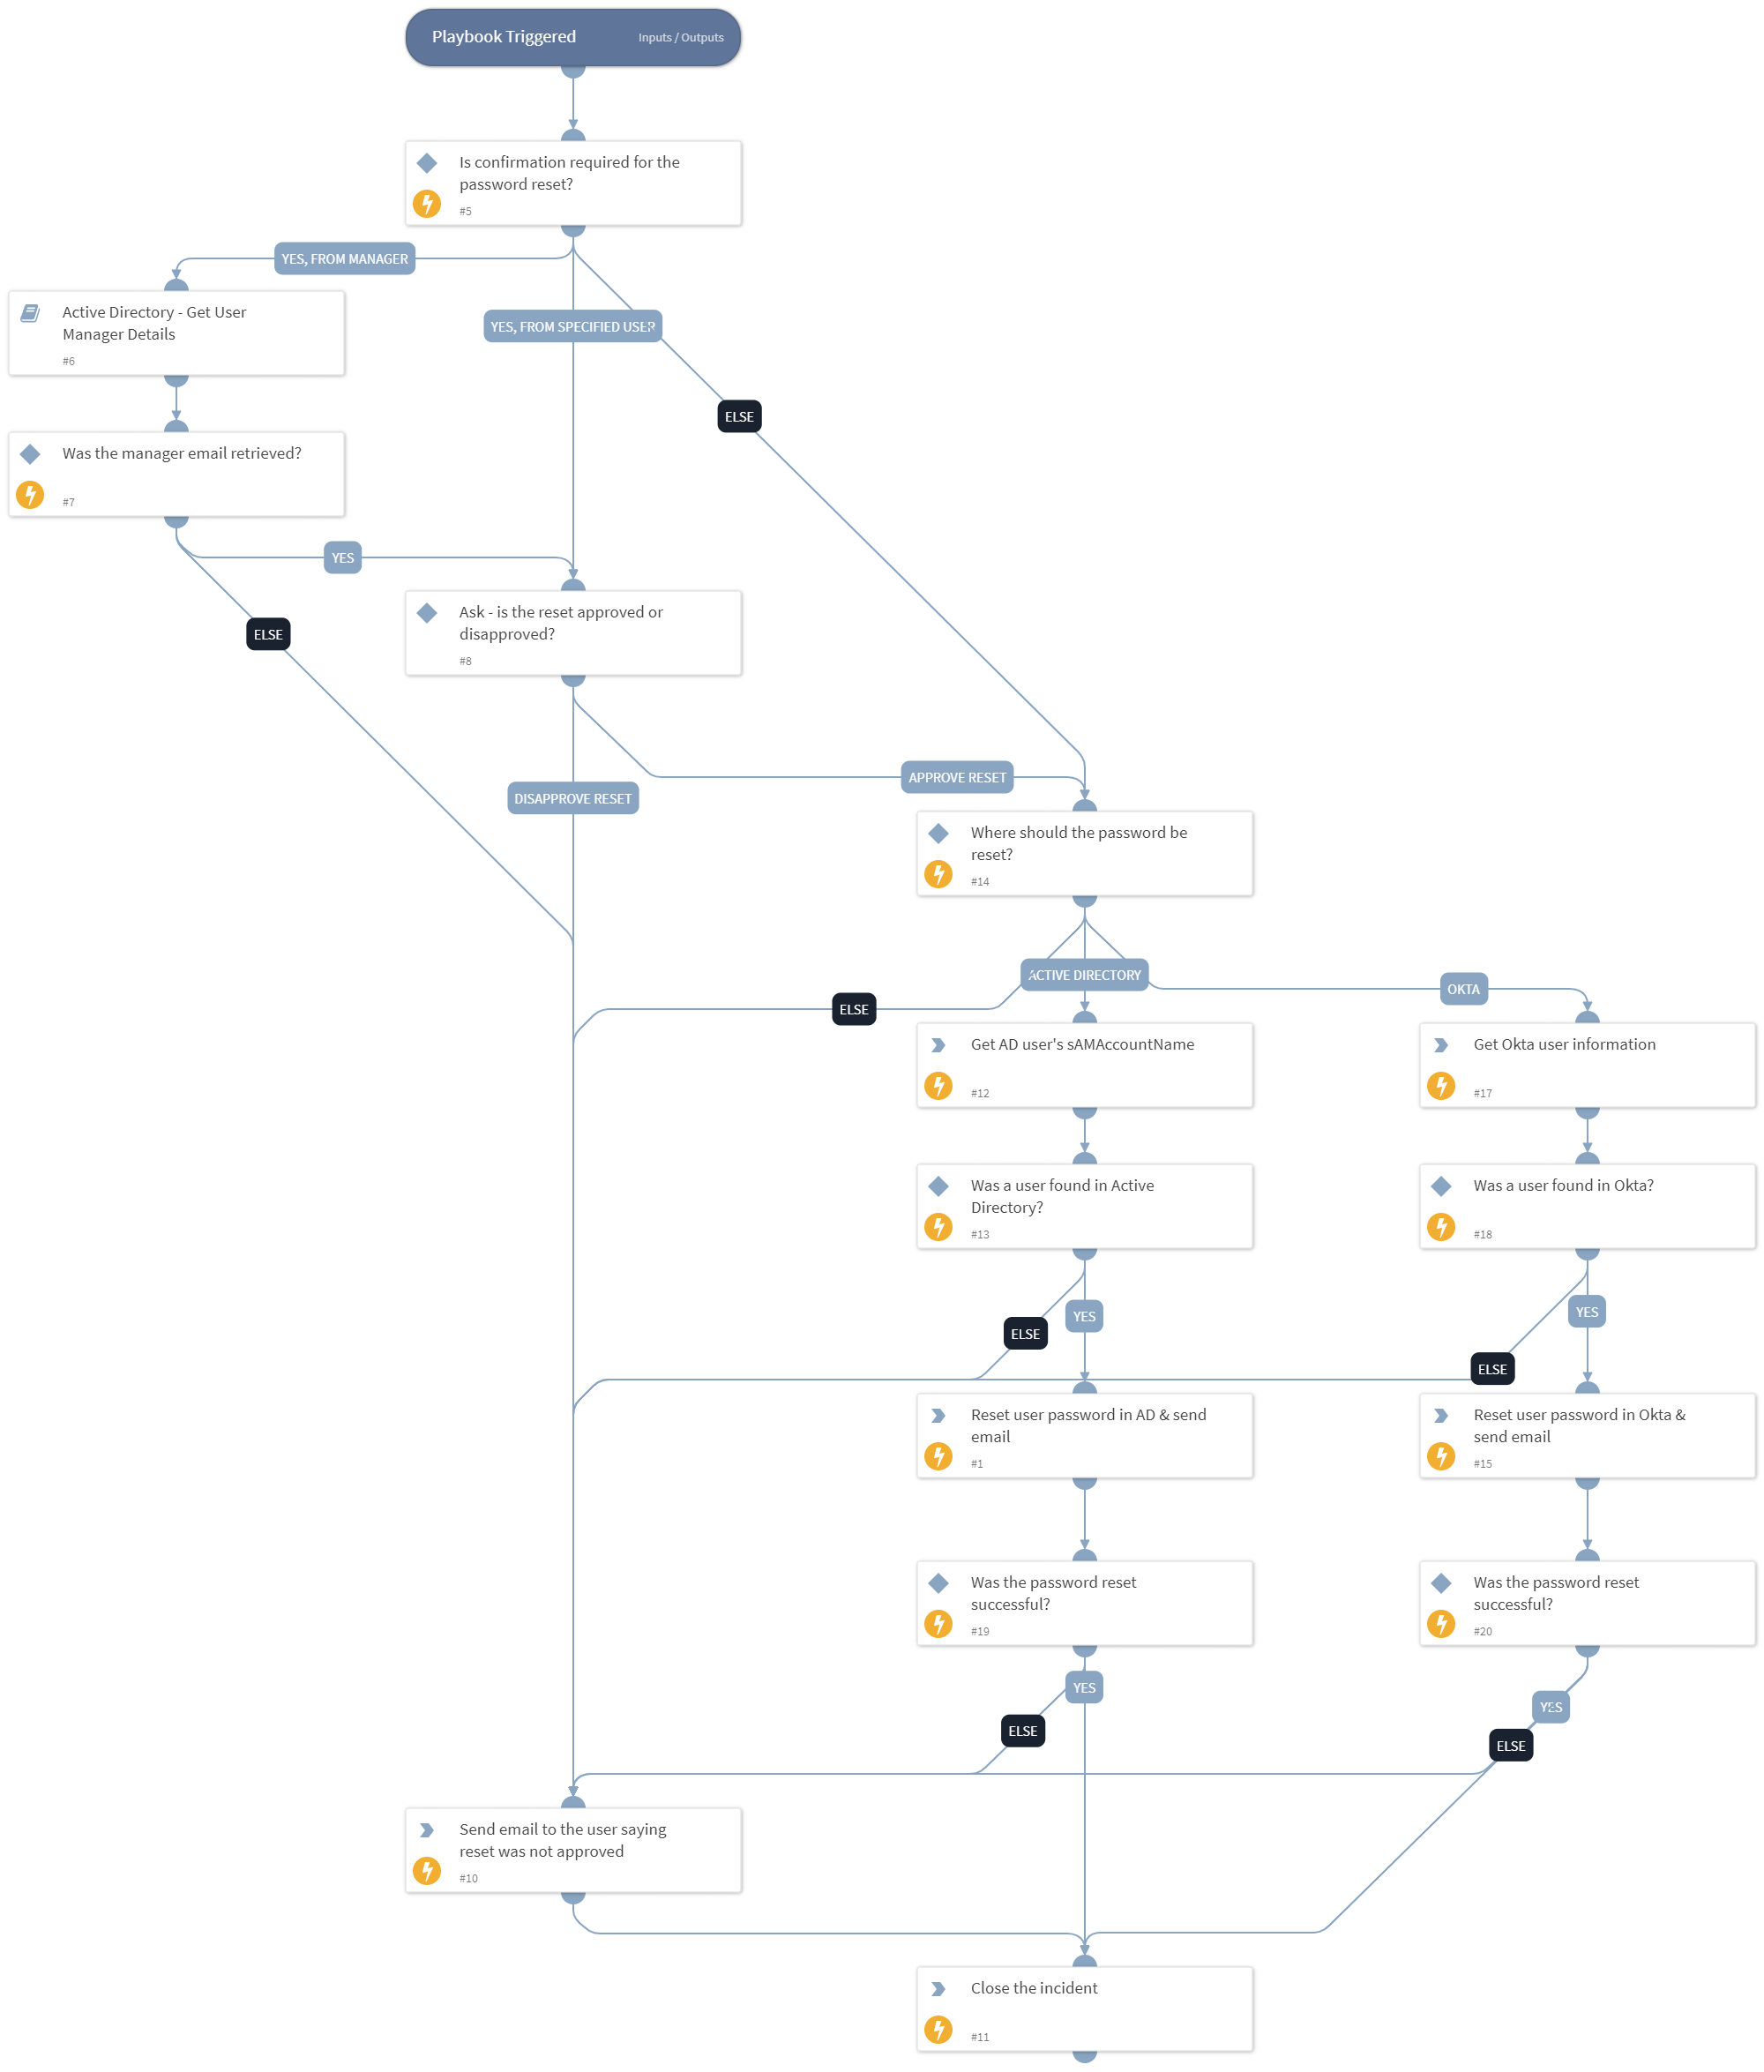 Playbook Triggered
Inputs / Outputs
Is confirmation required for the
password reset?
#5
YES, FROM MANAGER
Active Directory - Get User
Manager Details
#6
YES, FROM SPECIFIED USER
ELSE
Was the manager email retrieved?
#7
YES
ELSE
Ask - is the reset approved or
disapproved?
#8
APPROVE RESET
DISAPPROVE RESET
Where should the password be
reset?
#14
ACTIVE DIRECTORY
OKTA
ELSE
Get AD user's sAMAccountName
#12
Get Okta user information
#17
Was a user found in Active
Directory?
#13
Was a user found in Okta?
#18
YES
ELSE
YES
ELSE
Reset user password in AD & send
email
#1
Reset user password in Okta &
send email
#15
Was the password reset
successful?
#19
Was the password reset
successful?
#20
YES
ELSE
YES
ELSE
Send email to the user saying
reset was not approved
#10
Close the incident
#11